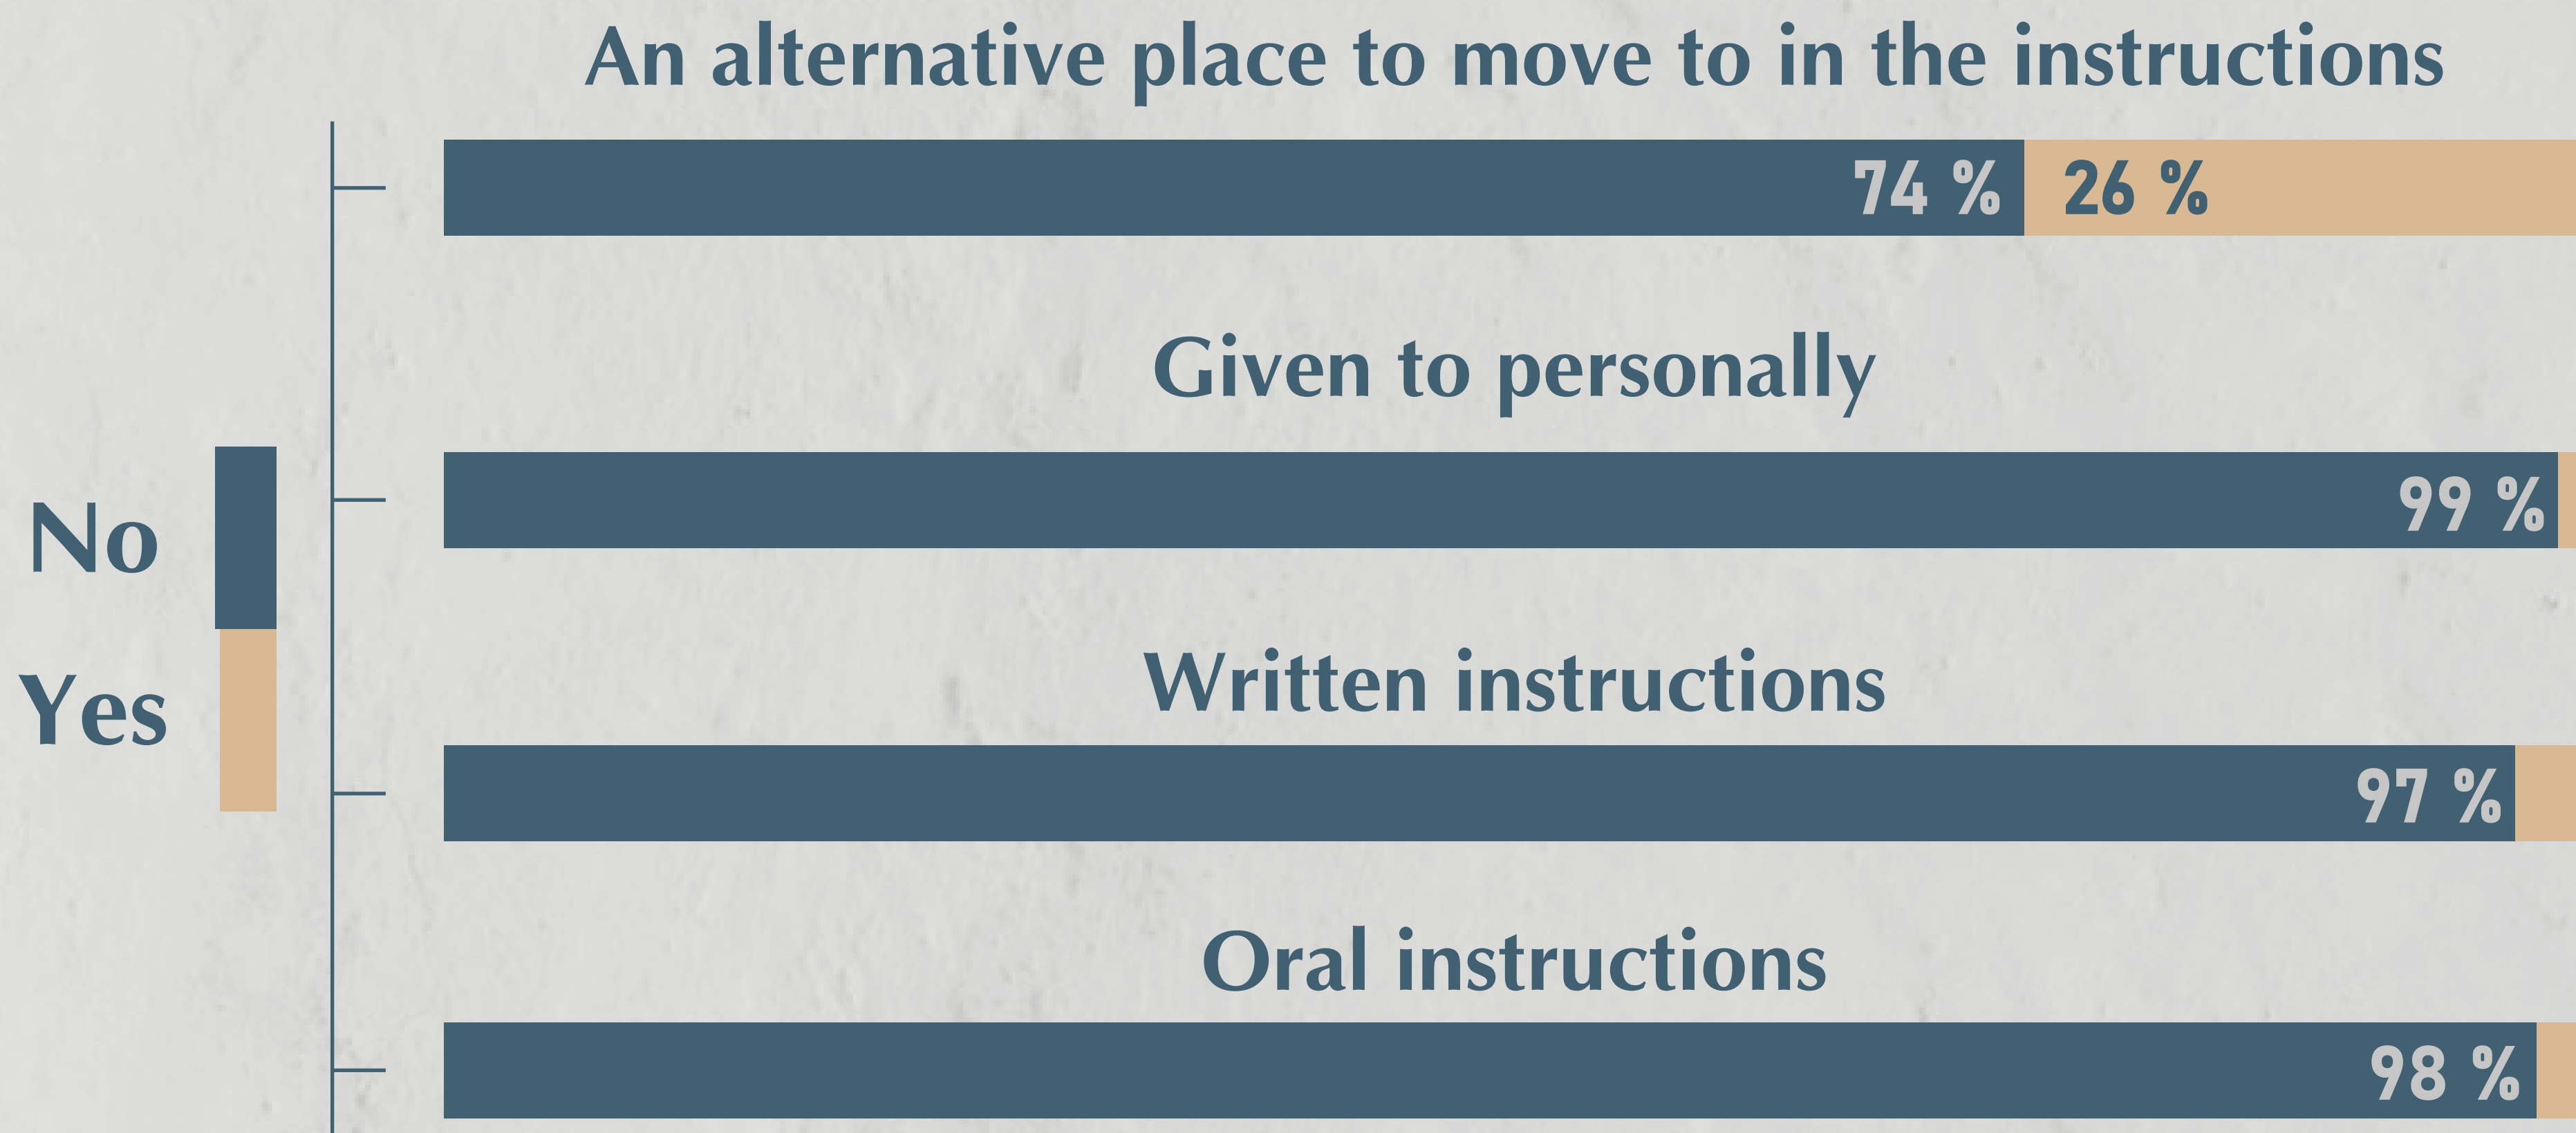 An alternative place to move to in the instructions
74 % 26 %
Given to personally
99 %
No
Written instructions
Yes
97 %
Oral instructions
98 %